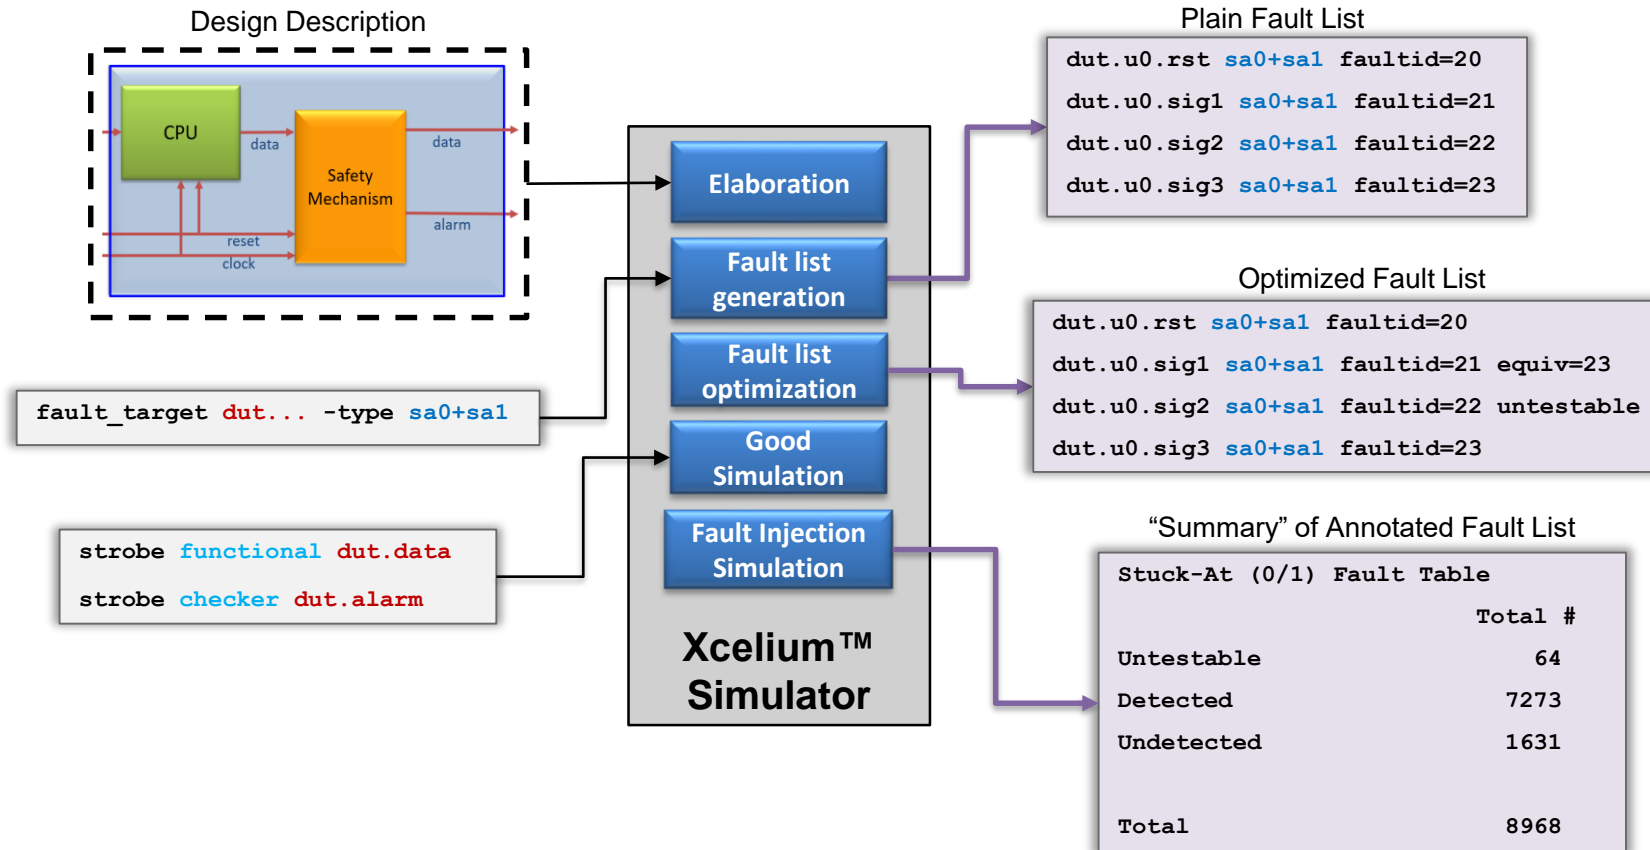 Design Description
CPU
data
Safety
Mechanism
data
alarm
reset
clock
fault_target dut... -type sa0+sa1
strobe functional dut.data
strobe checker dut.alarm
Elaboration
Fault list
generation
Fault list
optimization
Good
Simulation
Fault Injection
Simulation
Xcelium™
Simulator
Plain Fault List
dut.u0.rst sa0+sa1 faultid=20
dut.u0.sig1 sa0+sa1 faultid=21
dut.u0.sig2 sa0+sa1 faultid=22
dut.u0.sig3 sa0+sa1 faultid=23
Optimized Fault List
dut.u0.rst sa0+sa1 faultid=20
dut.u0.sig1 sa0+sa1 faultid=21 equiv=23
dut.u0.sig2 sa0+sa1 faultid=22 untestable
dut.u0.sig3 sa0+sa1 faultid=23
“Summary” of Annotated Fault List
Stuck-At (0/1) Fault Table
Total #
Untestable 64
Detected 7273
Undetected 1631
Total 8968